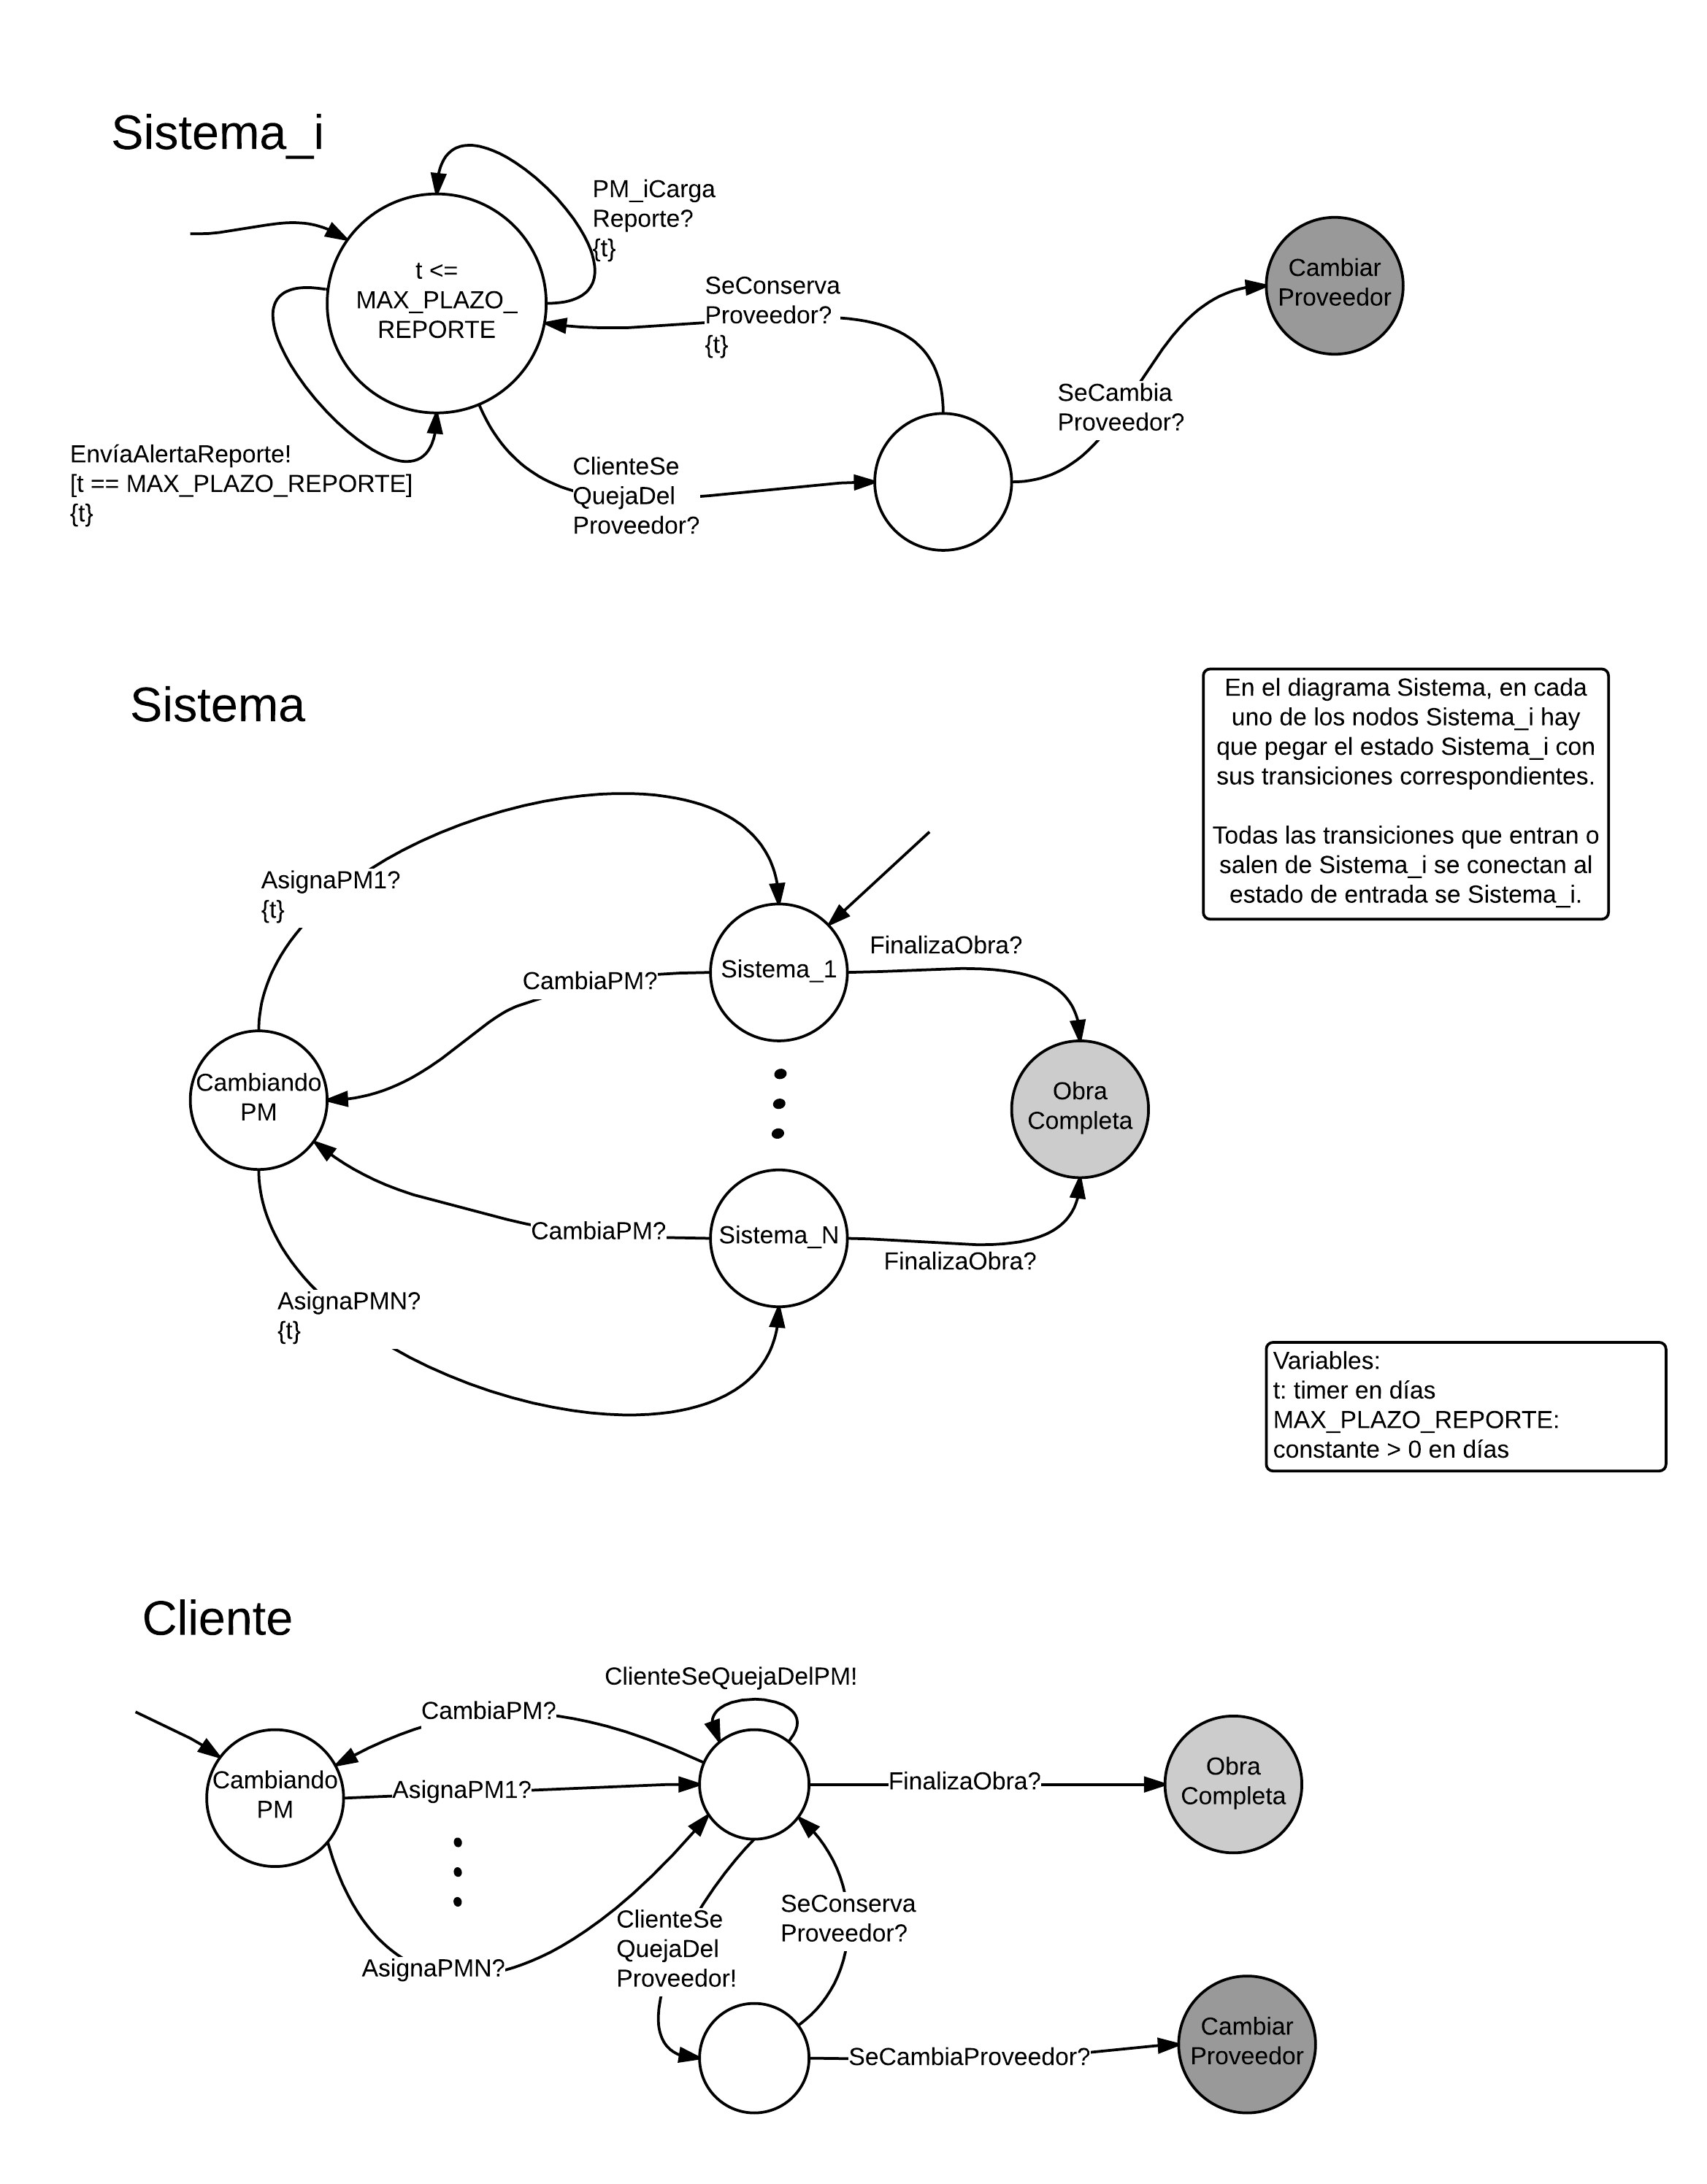 Sistema_i
PM_iCarga
Reporte?
{t}
t <=
MAX_PLAZO_
REPORTE
SeConserva
Proveedor?
{t}
Cambiar
Proveedor
SeCambia
Proveedor?
EnvíaAlertaReporte!
[t == MAX_PLAZO_REPORTE]
{t}
ClienteSe
QuejaDel
Proveedor?
Sistema
En el diagrama Sistema, en cada
uno de los nodos Sistema_i hay
que pegar el estado Sistema_i con
sus transiciones correspondientes.
Todas las transiciones que entran o
salen de Sistema_i se conectan al
estado de entrada se Sistema_i.
AsignaPM1?
{t}
FinalizaObra?
CambiaPM?
Sistema_1
Cambiando
PM
Obra
Completa
CambiaPM?
Sistema_N
FinalizaObra?
AsignaPMN?
{t}
Variables:
t: timer en días
MAX_PLAZO_REPORTE:
constante > 0 en días
Cliente
ClienteSeQuejaDelPM!
CambiaPM?
Cambiando
PM
AsignaPM1?
FinalizaObra?
Obra
Completa
SeConserva
Proveedor?
ClienteSe
QuejaDel
Proveedor!
AsignaPMN?
SeCambiaProveedor?
Cambiar
Proveedor